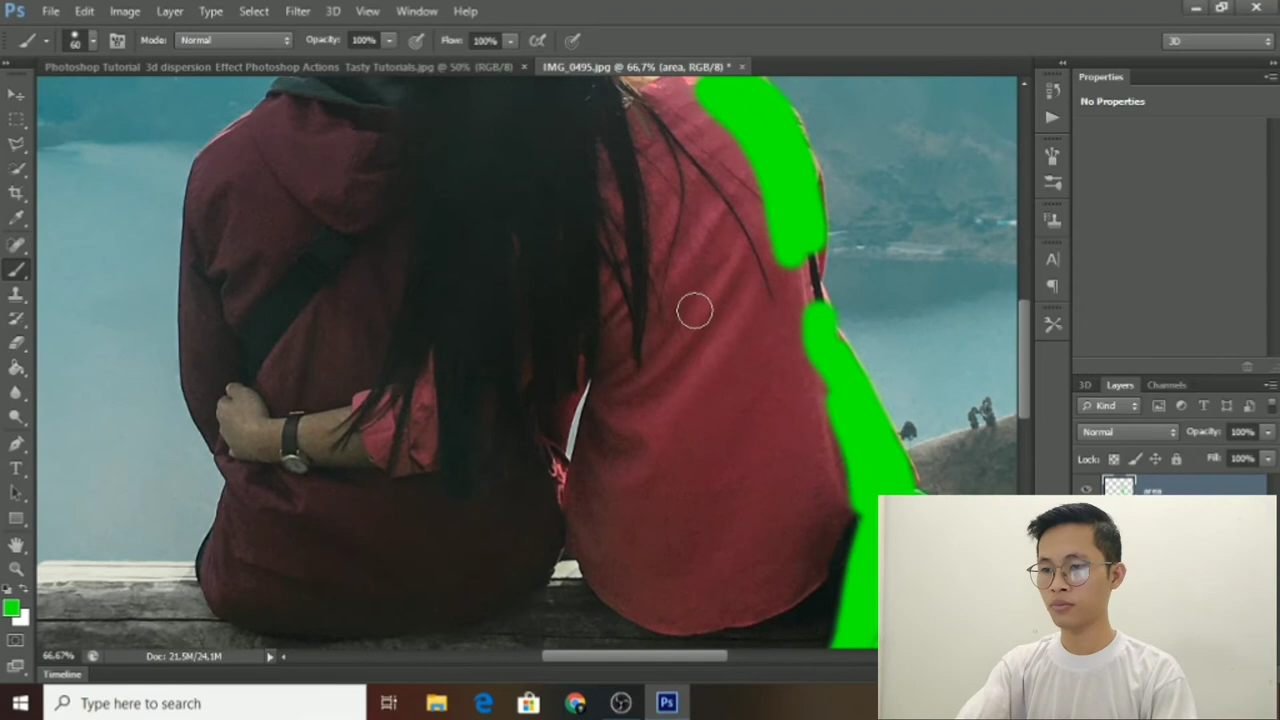 Ps File Edit Image Layer Type Select Filter 3D View Window Help
60 Mode: Normal Opacity: 100% Flow: 100% 3D
Photoshop Tutorial 3d dispersion Effect Photoshop Actions Tasty Tutorials.jpg @ 50% (RGB/8) × IMG_0495.jpg @ 66,7% (area, RGB/8) * ×
Properties
No Properties
3D Layers Channels
Kind
Normal Opacity: 100%
Lock: Fill: 100%
area
66,67% Doc: 21,5M/24,1M
Timeline
Type here to search
Ps